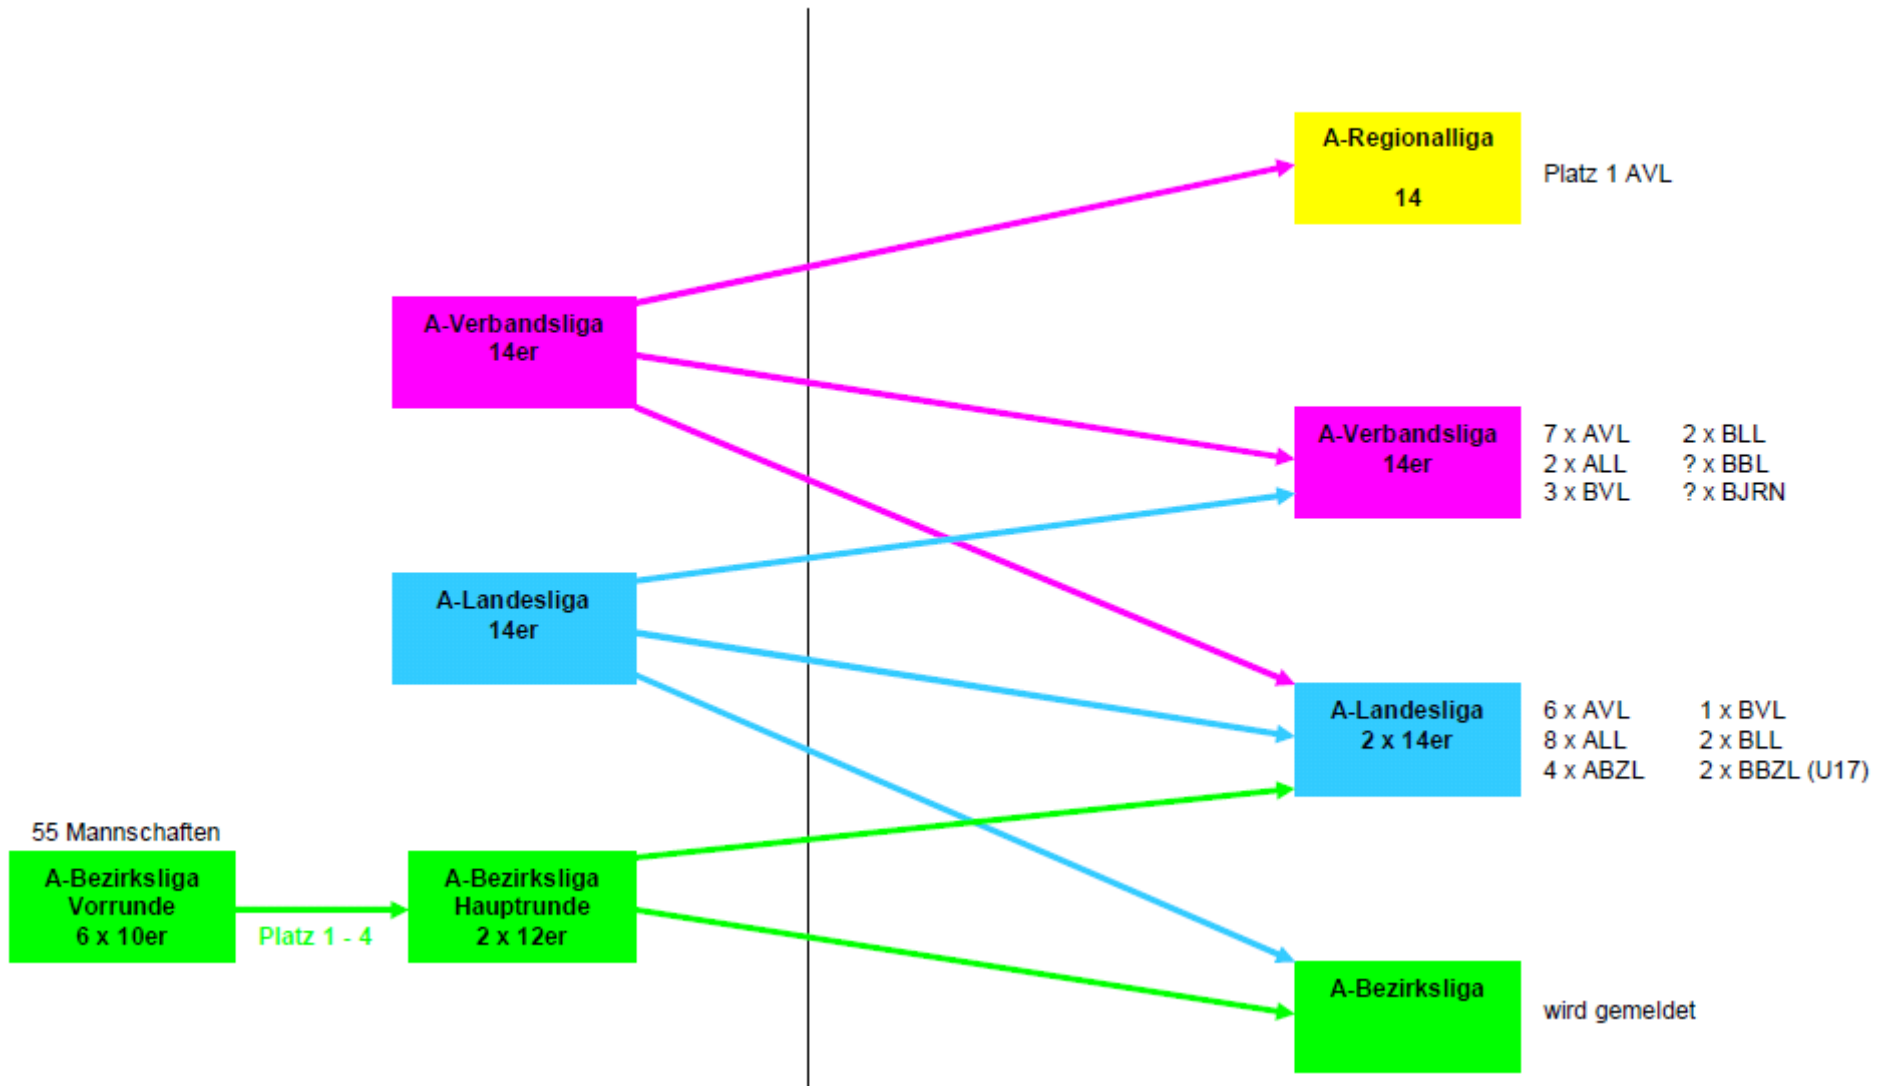 A-Regionalliga
14
Platz 1 AVL
A-Verbandsliga
14er
A-Verbandsliga
14er
7 x AVL 2 x BLL
2 x ALL ? x BBL
3 x BVL ? x BJRN
A-Landesliga
14er
A-Landesliga
2 x 14er
6 x AVL 1 x BVL
8 x ALL 2 x BLL
4 x ABZL 2 x BBZL (U17)
55 Mannschaften
A-Bezirksliga
Vorrunde
6 x 10er
Platz 1 - 4
A-Bezirksliga
Hauptrunde
2 x 12er
A-Bezirksliga
wird gemeldet